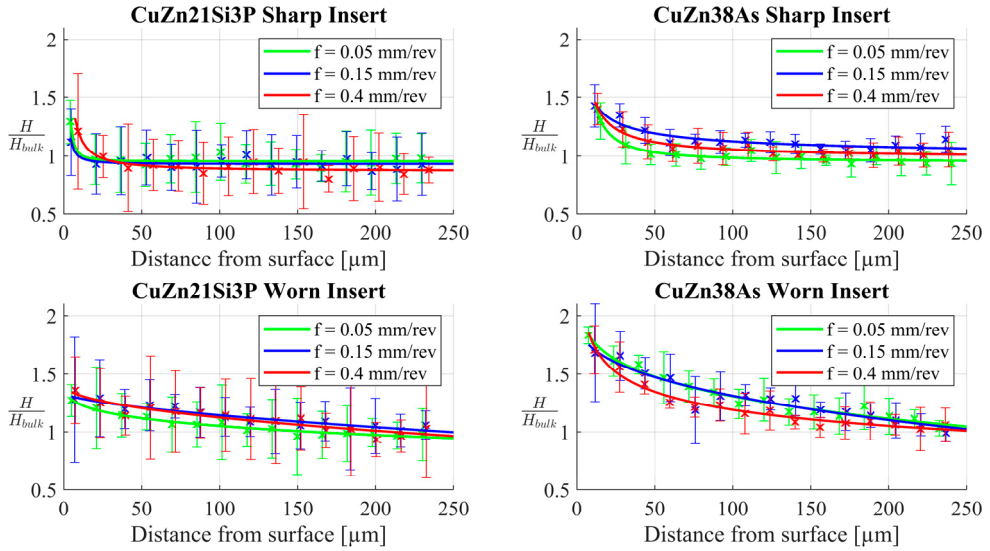 CuZn21Si3P Sharp Insert
2
1.5
1
0.5
H
H_bulk
f = 0.05 mm/rev
f = 0.15 mm/rev
f = 0.4 mm/rev
0 50 100 150 200 250
Distance from surface [µm]
CuZn38As Sharp Insert
2
1.5
1
0.5
H
H_bulk
f = 0.05 mm/rev
f = 0.15 mm/rev
f = 0.4 mm/rev
0 50 100 150 200 250
Distance from surface [µm]
CuZn21Si3P Worn Insert
2
1.5
1
0.5
H
H_bulk
f = 0.05 mm/rev
f = 0.15 mm/rev
f = 0.4 mm/rev
0 50 100 150 200 250
Distance from surface [µm]
CuZn38As Worn Insert
2
1.5
1
0.5
H
H_bulk
f = 0.05 mm/rev
f = 0.15 mm/rev
f = 0.4 mm/rev
0 50 100 150 200 250
Distance from surface [µm]